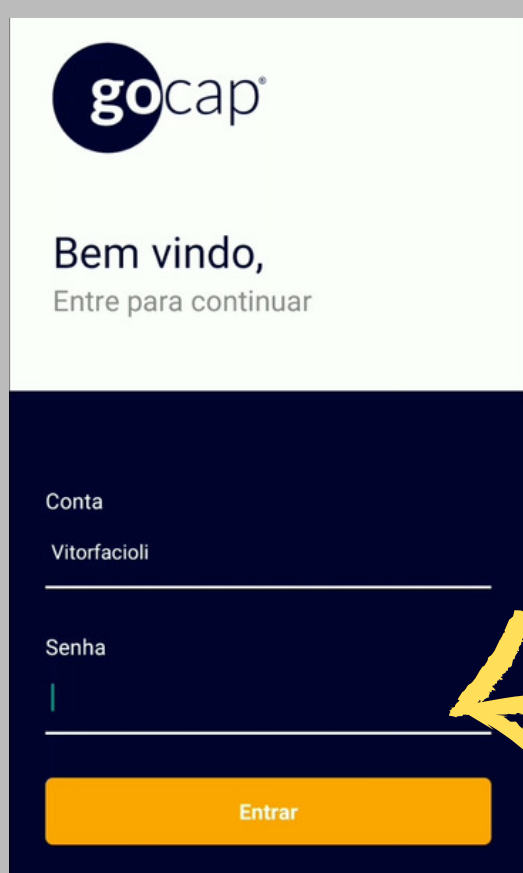 gocap®
Bem vindo,
Entre para continuar
Conta
Vitorfacioli
Senha
Entrar